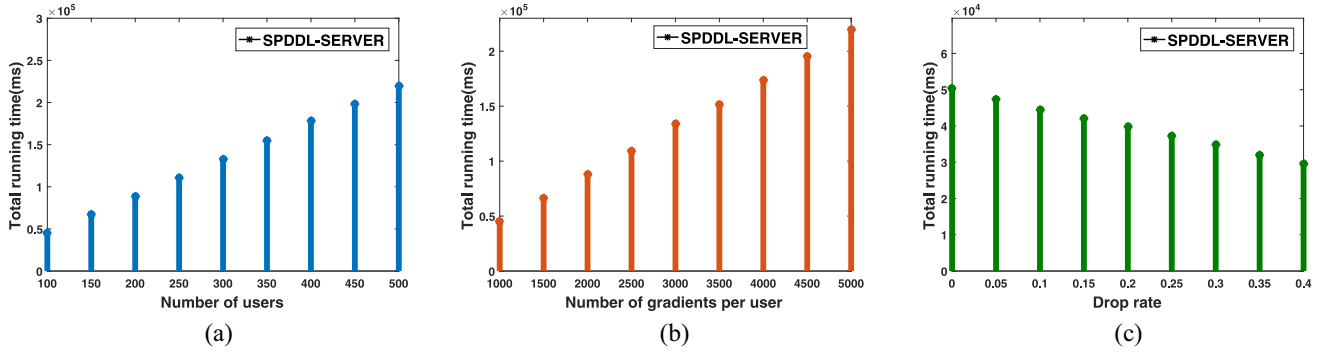 ×10^5
3
2.5
2
1.5
1
0.5
0
Total running time(ms)
SPDDL-SERVER
100 150 200 250 300 350 400 450 500
Number of users
(a)
×10^5
2
1.5
1
0.5
0
Total running time(ms)
SPDDL-SERVER
1000 1500 2000 2500 3000 3500 4000 4500 5000
Number of gradients per user
(b)
×10^4
6
5
4
3
2
1
0
Total running time(ms)
SPDDL-SERVER
0 0.05 0.1 0.15 0.2 0.25 0.3 0.35 0.4
Drop rate
(c)